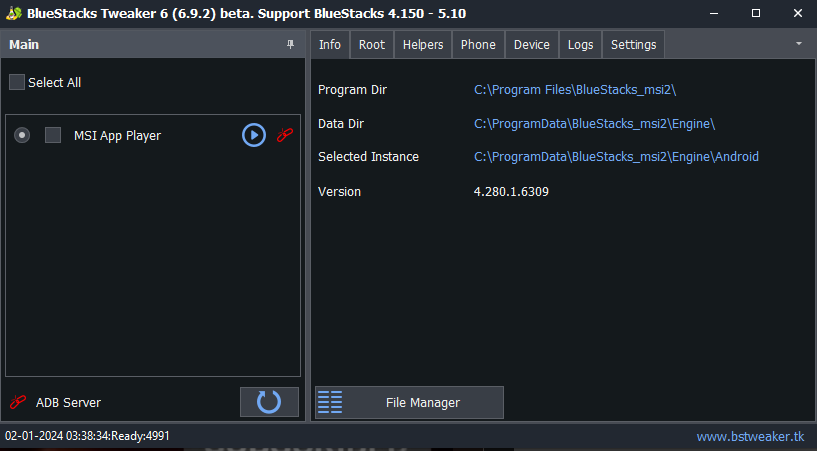 BlueStacks Tweaker 6 (6.9.2) beta. Support BlueStacks 4.150 - 5.10
Main
Info Root Helpers Phone Device Logs Settings
Select All
MSI App Player
Program Dir C:\Program Files\BlueStacks_msi2\
Data Dir C:\ProgramData\BlueStacks_msi2\Engine\
Selected Instance C:\ProgramData\BlueStacks_msi2\Engine\Android
Version 4.280.1.6309
ADB Server
File Manager
02-01-2024 03:38:34:Ready:4991
www.bstweaker.tk